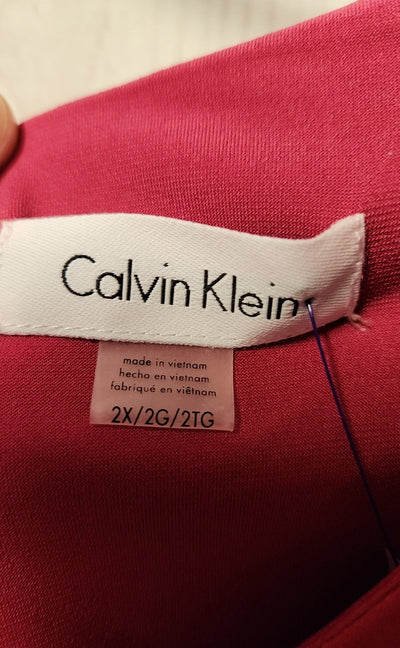 Calvin Klein
made in vietnam
hecho en vietnam
fabriqué en viêtnam
2X/2G/2TG